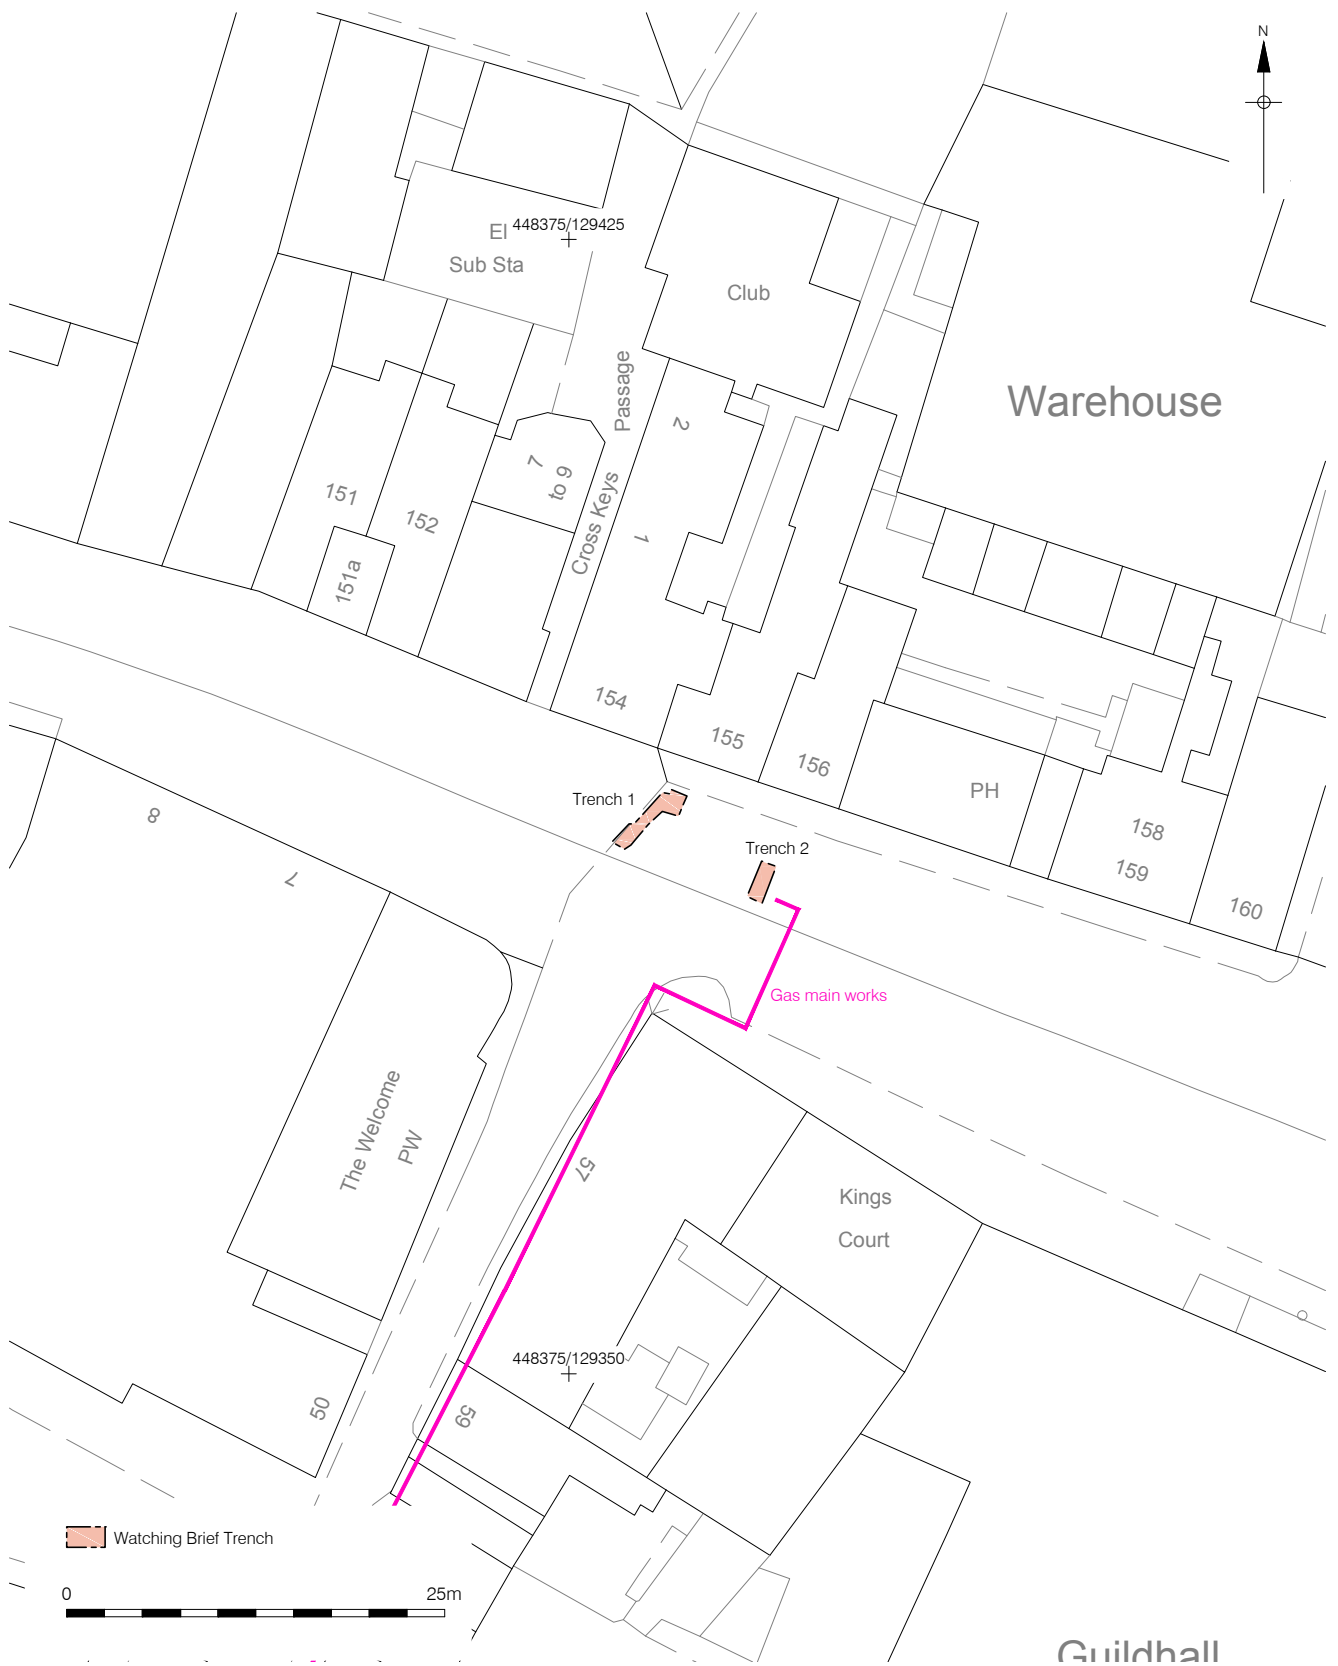 N
448375/129425
El
Sub Sta
Club
Passage
Warehouse
2
7
to 9
Cross Keys
151
152
1
151a
154
155
156
PH
Trench 1
8
158
Trench 2
159
7
160
Gas main works
The Welcome
PW
57
Kings
Court
448375/129350
50
59
Watching Brief Trench
0 25m
Guildhall